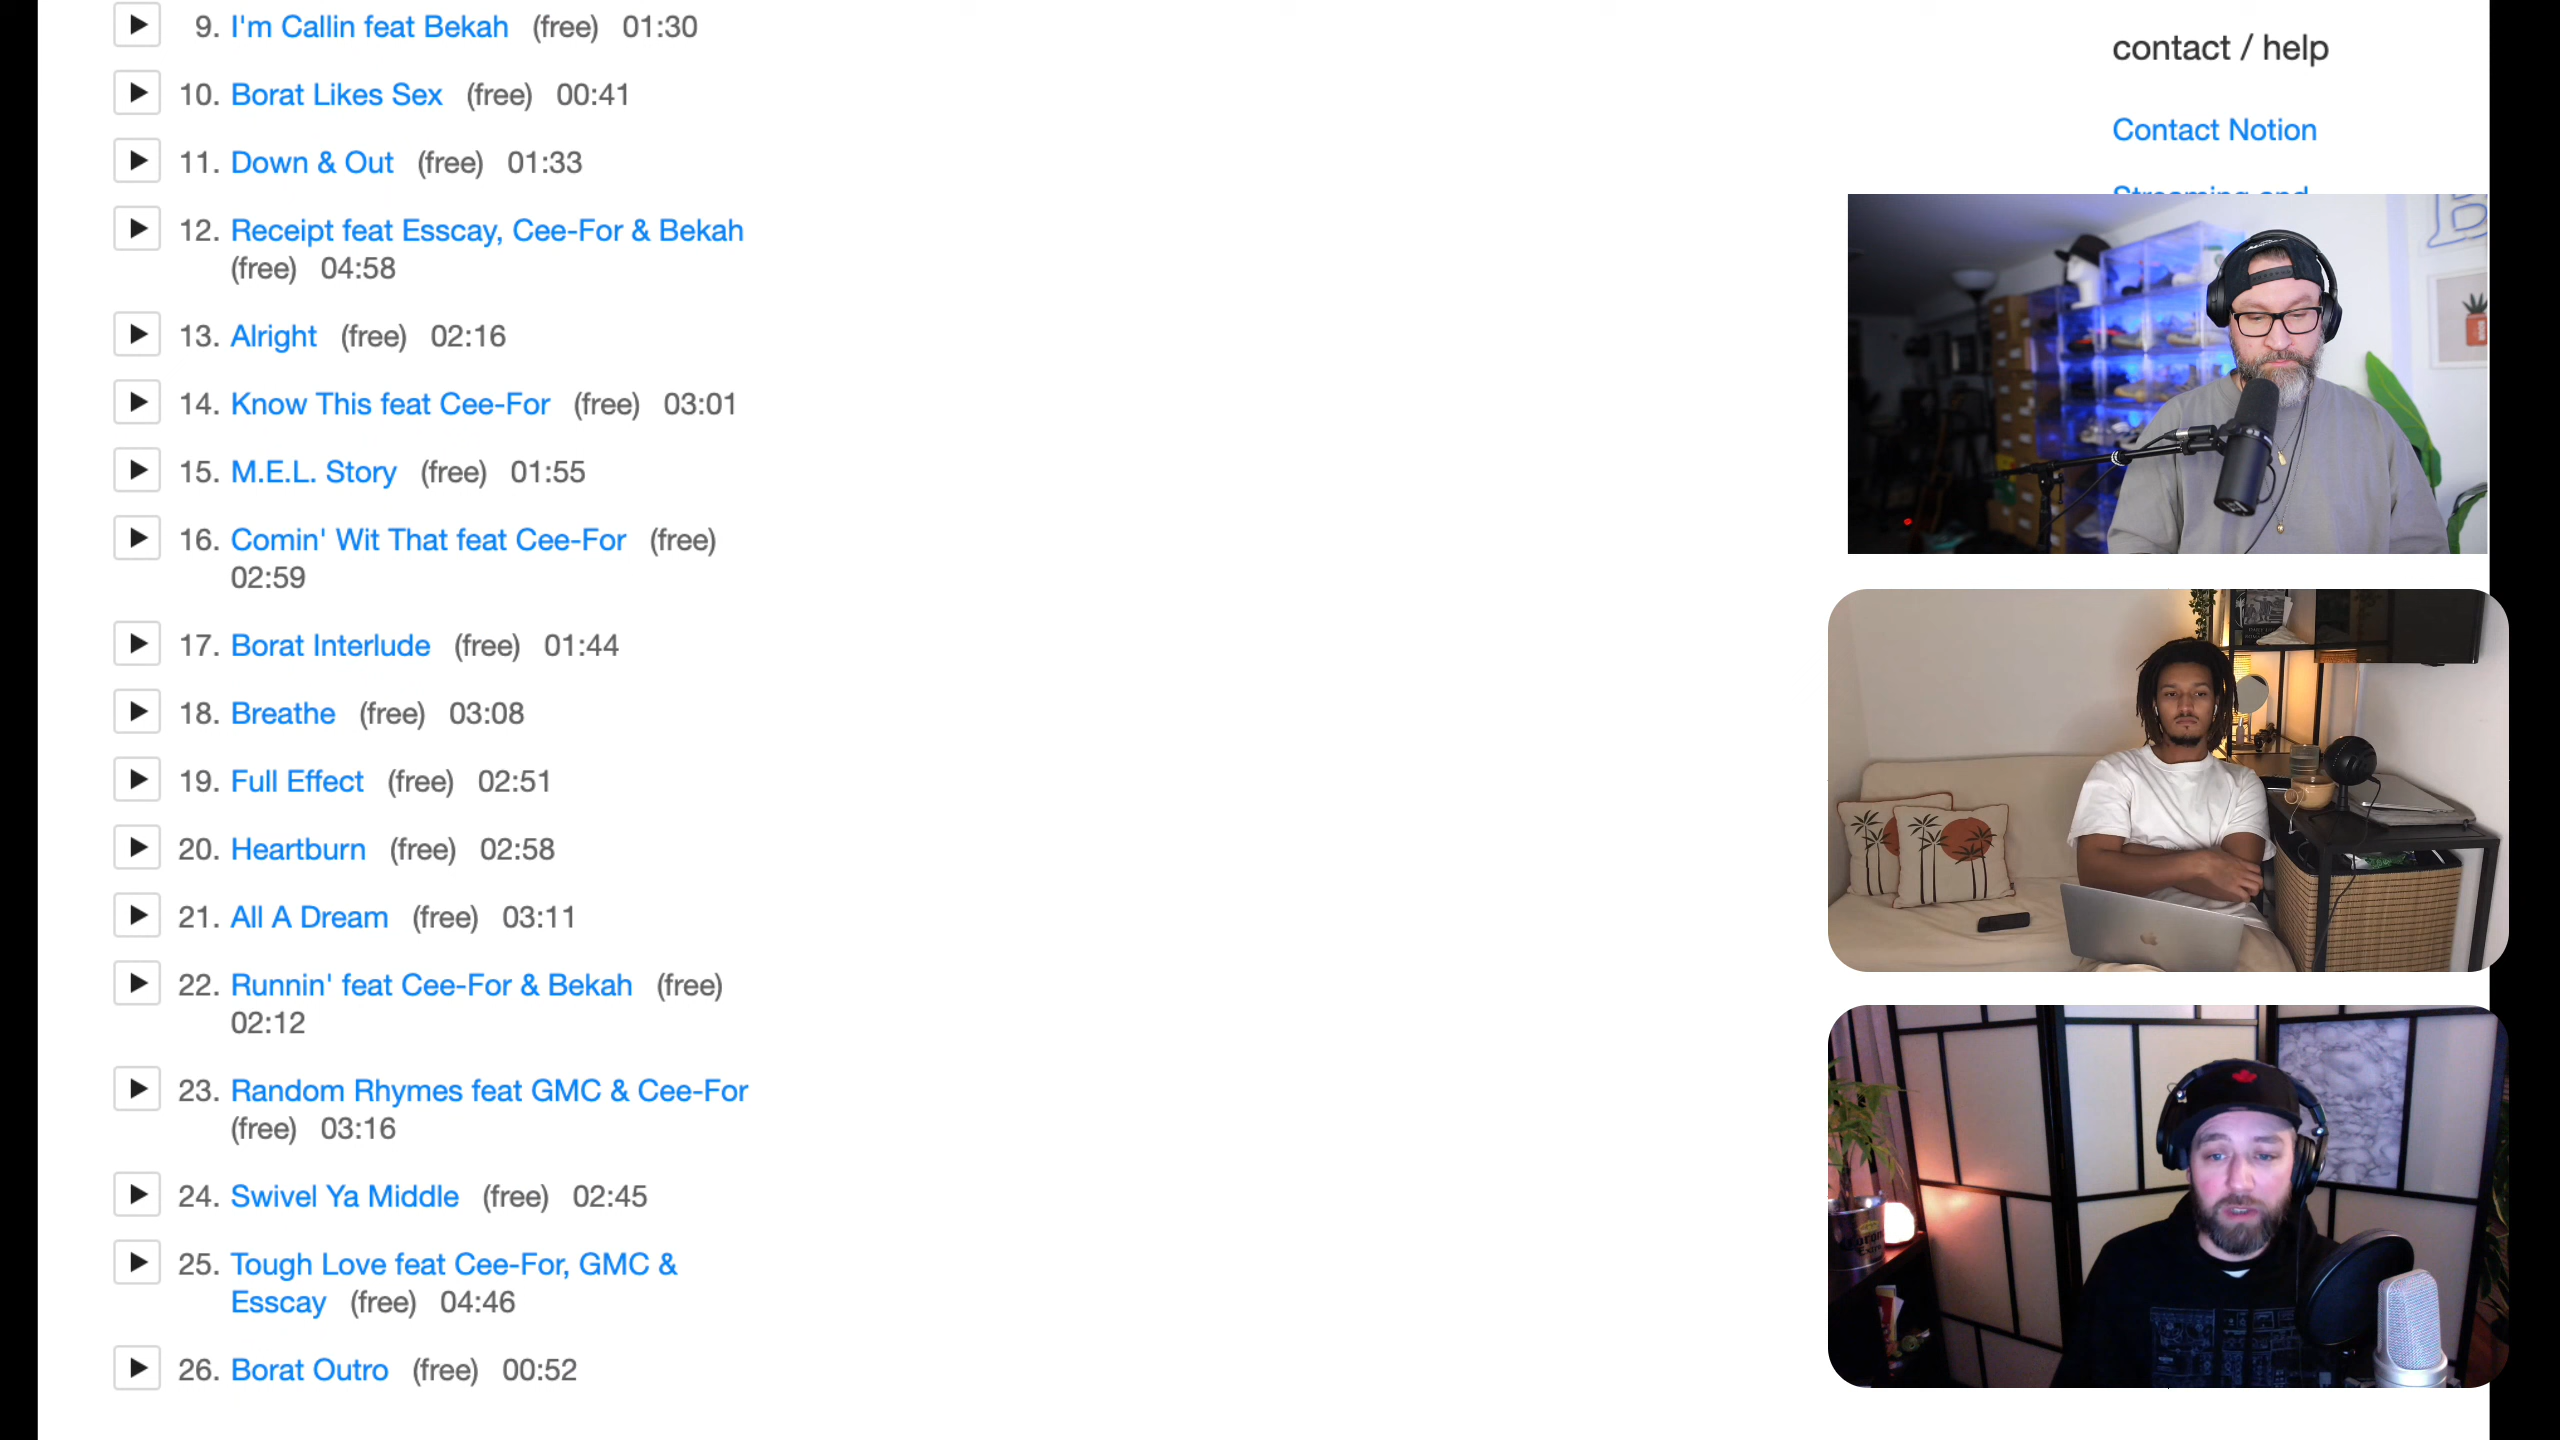 9. I'm Callin feat Bekah (free) 01:30
10. Borat Likes Sex (free) 00:41
11. Down & Out (free) 01:33
12. Receipt feat Esscay, Cee-For & Bekah
(free) 04:58
13. Alright (free) 02:16
14. Know This feat Cee-For (free) 03:01
15. M.E.L. Story (free) 01:55
16. Comin' Wit That feat Cee-For (free)
02:59
17. Borat Interlude (free) 01:44
18. Breathe (free) 03:08
19. Full Effect (free) 02:51
20. Heartburn (free) 02:58
21. All A Dream (free) 03:11
22. Runnin' feat Cee-For & Bekah (free)
02:12
23. Random Rhymes feat GMC & Cee-For
(free) 03:16
24. Swivel Ya Middle (free) 02:45
25. Tough Love feat Cee-For, GMC &
Esscay (free) 04:46
26. Borat Outro (free) 00:52
contact / help
Contact Notion
Streaming and